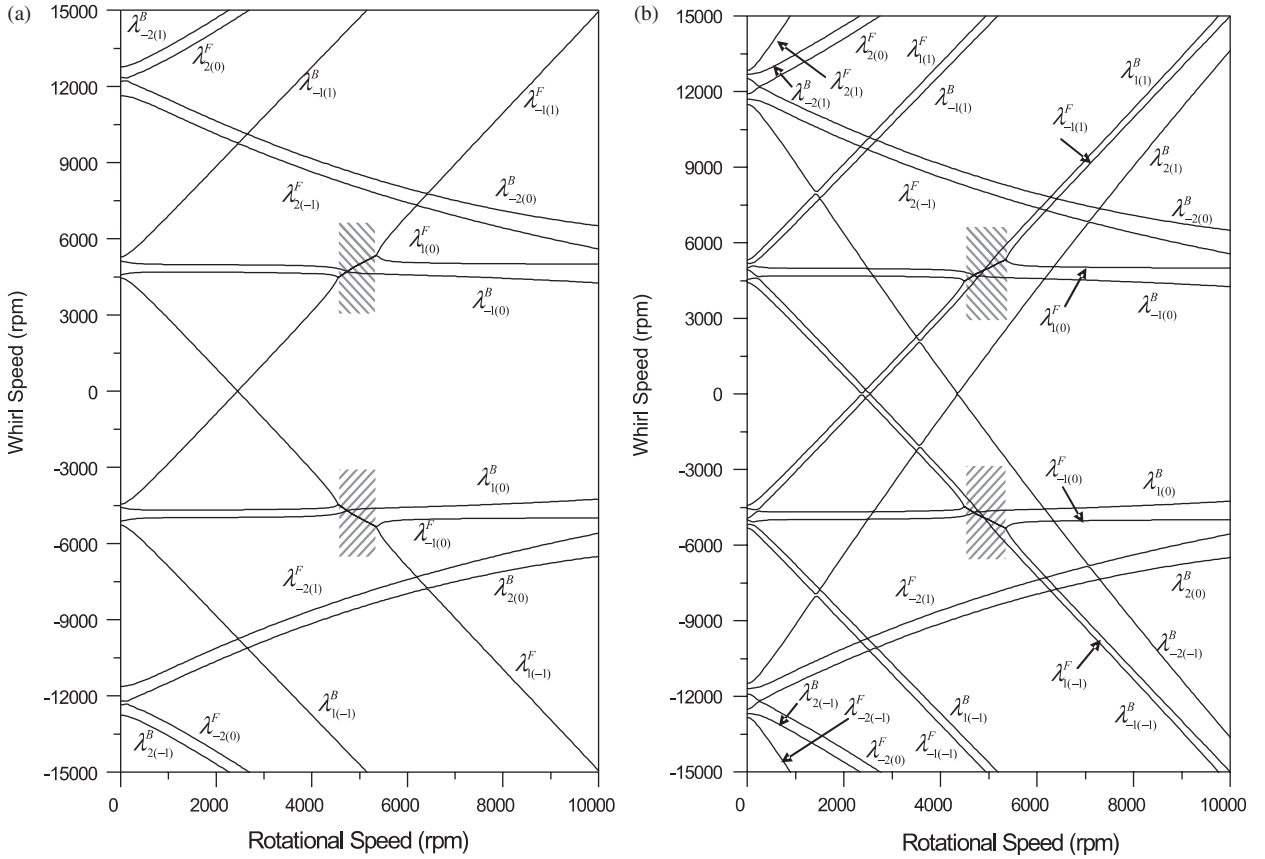 (a)
15000
12000
9000
6000
3000
0
-3000
-6000
-9000
-12000
-15000
Whirl Speed (rpm)
0
2000
4000
6000
8000
10000
Rotational Speed (rpm)
λ^B_{-2(1)}
λ^F_{2(0)}
λ^B_{-1(1)}
λ^F_{-1(1)}
λ^F_{2(-1)}
λ^B_{-2(0)}
λ^F_{1(0)}
λ^B_{-1(0)}
λ^B_{1(0)}
λ^F_{-1(0)}
λ^F_{-2(1)}
λ^B_{2(0)}
λ^F_{1(-1)}
λ^B_{1(-1)}
λ^F_{-2(0)}
λ^B_{2(-1)}
(b)
15000
12000
9000
6000
3000
0
-3000
-6000
-9000
-12000
-15000
Whirl Speed (rpm)
0
2000
4000
6000
8000
10000
Rotational Speed (rpm)
λ^F_{2(0)}
λ^F_{1(1)}
λ^F_{2(1)}
λ^B_{-2(1)}
λ^B_{-1(1)}
λ^B_{1(1)}
λ^F_{-1(1)}
λ^B_{2(1)}
λ^F_{2(-1)}
λ^B_{-2(0)}
λ^F_{1(0)}
λ^B_{-1(0)}
λ^F_{-1(0)}
λ^B_{1(0)}
λ^F_{-2(1)}
λ^B_{2(0)}
λ^B_{-2(-1)}
λ^F_{1(-1)}
λ^B_{-1(-1)}
λ^B_{2(-1)}
λ^F_{-2(-1)}
λ^B_{1(-1)}
λ^F_{-2(0)}
λ^F_{-1(-1)}